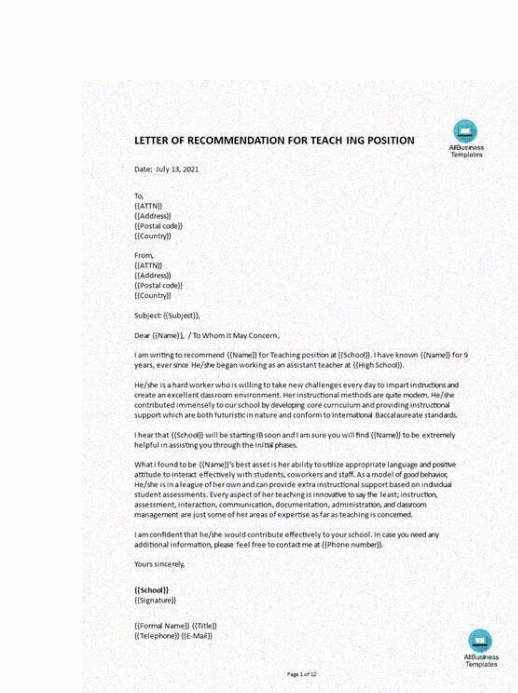 LETTER OF RECOMMENDATION FOR TEACH ING POSITION
AllBusiness
Templates
Date: July 13, 2021
To,
{{ATTN}}
{{Address}}
{{Postal code}}
{{Country}}
From,
{{ATTN}}
{{Address}}
{{Postal code}}
{{Country}}
Subject: {{Subject}},
Dear {{Name}}, / To Whom It May Concern,
I am writing to recommend {{Name}} for Teaching position at {{School}}. I have known {{Name}} for 9
years, ever since He/she began working as an assistant teacher at {{High School}}.
He/she is a hard worker who is willing to take new challenges every day to impart instructions and
create an excellent classroom environment. Her instructional methods are quite modern. He/she
contributed immensely to our school by developing core curriculum and providing instructional
support which are both futuristic in nature and conform to International Baccalaureate standards.
I hear that {{School}} will be starting IB soon and I am sure you will find {{Name}} to be extremely
helpful in assisting you through the initial phases.
What I found to be {{Name}}'s best asset is her ability to utilize appropriate language and positive
attitude to interact effectively with students, coworkers and staff. As a model of good behavior,
He/she is in a league of her own and can provide extra instructional support based on individual
student assessments. Every aspect of her teaching is innovative to say the least; instruction,
assessment, interaction, communication, documentation, administration, and classroom
management are just some of her areas of expertise as far as teaching is concerned.
I am confident that he/she would contribute effectively to your school. In case you need any
additional information, please feel free to contact me at {{Phone number}}.
Yours sincerely,
{{School}}
{{Signature}}
{{Formal Name}} {{Title}}
{{Telephone}} {{E-Mail}}
AllBusiness
Templates
Page 1 of 12